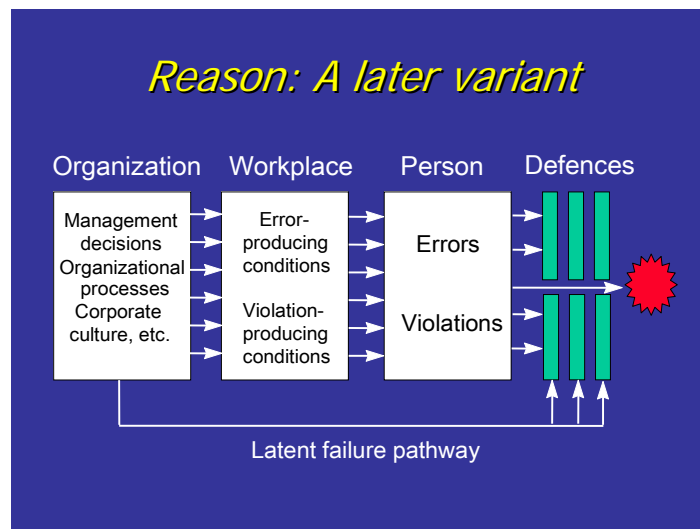 Reason: A later variant
Organization
Workplace
Person
Defences
Management
decisions
Organizational
processes
Corporate
culture, etc.
Error-
producing
conditions
Violation-
producing
conditions
Errors
Violations
Latent failure pathway